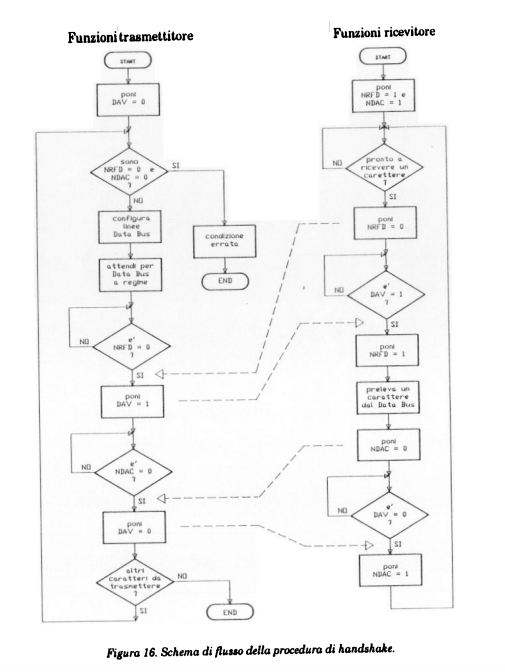 Funzioni trasmettitore
START
poni
DAV = 0
sono
NRFD = 0 e
NDAC = 0
?
SI
NO
configura
linee
Data Bus
condizione
errata
END
attendi per
Data Bus
a regime
e'
NRFD = 0
?
NO
SI
poni
DAV = 1
e'
NDAC = 0
?
NO
SI
poni
DAV = 0
altri
caratteri da
trasmettere
?
NO
SI
END
Funzioni ricevitore
START
poni
NRFD = 1 e
NDAC = 1
pronto a
ricevere un
carattere
?
NO
SI
poni
NRFD = 0
e'
DAV = 1
?
NO
SI
poni
NRFD = 1
preleva un
carattere
dal Data Bus
poni
NDAC = 0
e'
DAV = 0
?
NO
SI
poni
NDAC = 1
Figura 16. Schema di flusso della procedura di handshake.